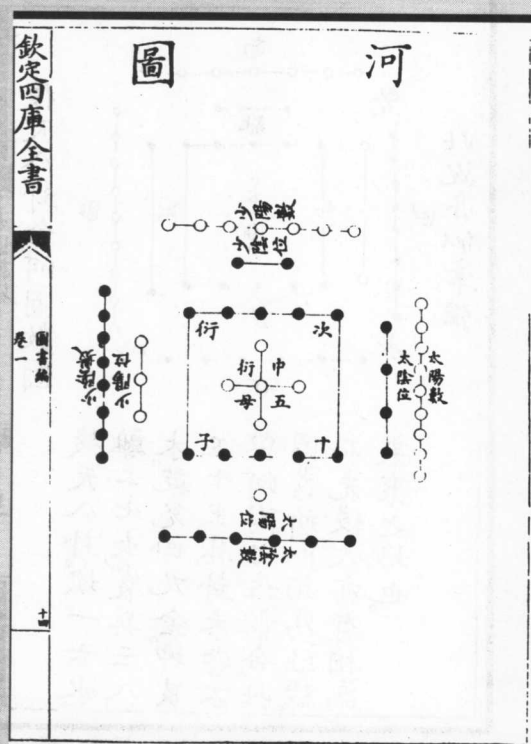 河圖
少陽數
少陰位
次衍
中五
衍母
十子
太陽數
太陰位
少陽位
少陰數
太陽位
太陰數
欽定四庫全書
圖書編
卷一
十四